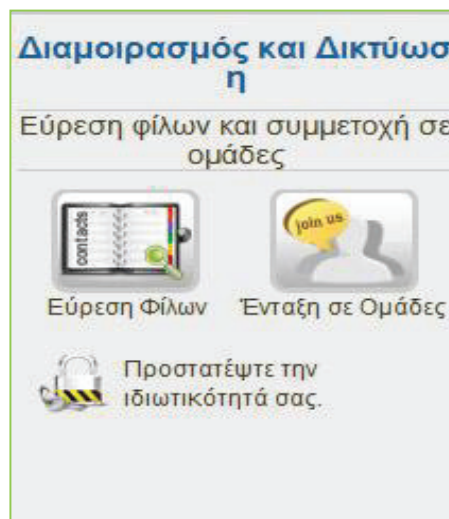 Διαμοιρασμός και Δικτύωσ
η
Εύρεση φίλων και συμμετοχή σε
ομάδες
contacts
join us
Εύρεση Φίλων
Ένταξη σε Ομάδες
Προστατέψτε την
ιδιωτικότητά σας.